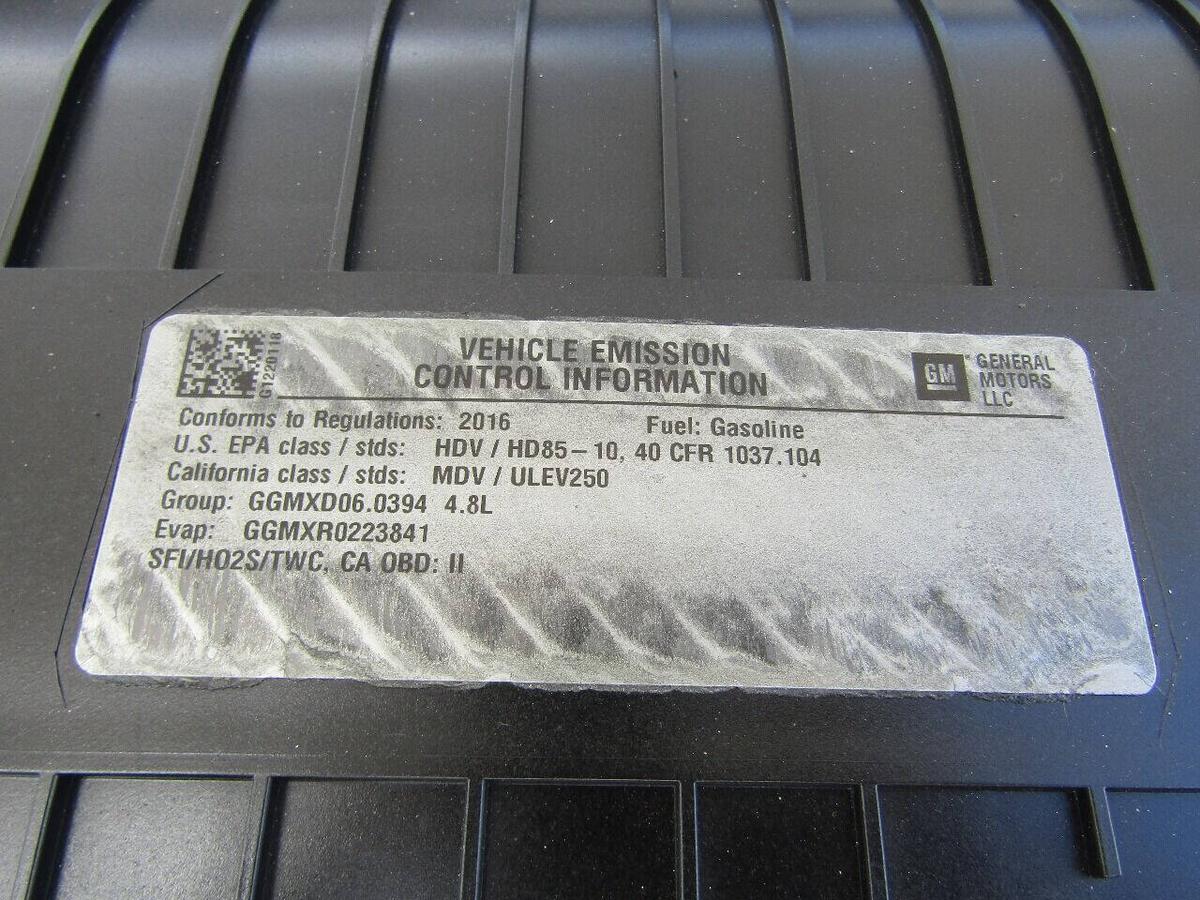 G1220118
VEHICLE EMISSION
CONTROL INFORMATION
GM
GENERAL
MOTORS
LLC
Conforms to Regulations: 2016 Fuel: Gasoline
U.S. EPA class / stds: HDV / HD85-10, 40 CFR 1037.104
California class / stds: MDV / ULEV250
Group: GGMXD06.0394 4.8L
Evap: GGMXR0223841
SFI/HO2S/TWC, CA OBD: II